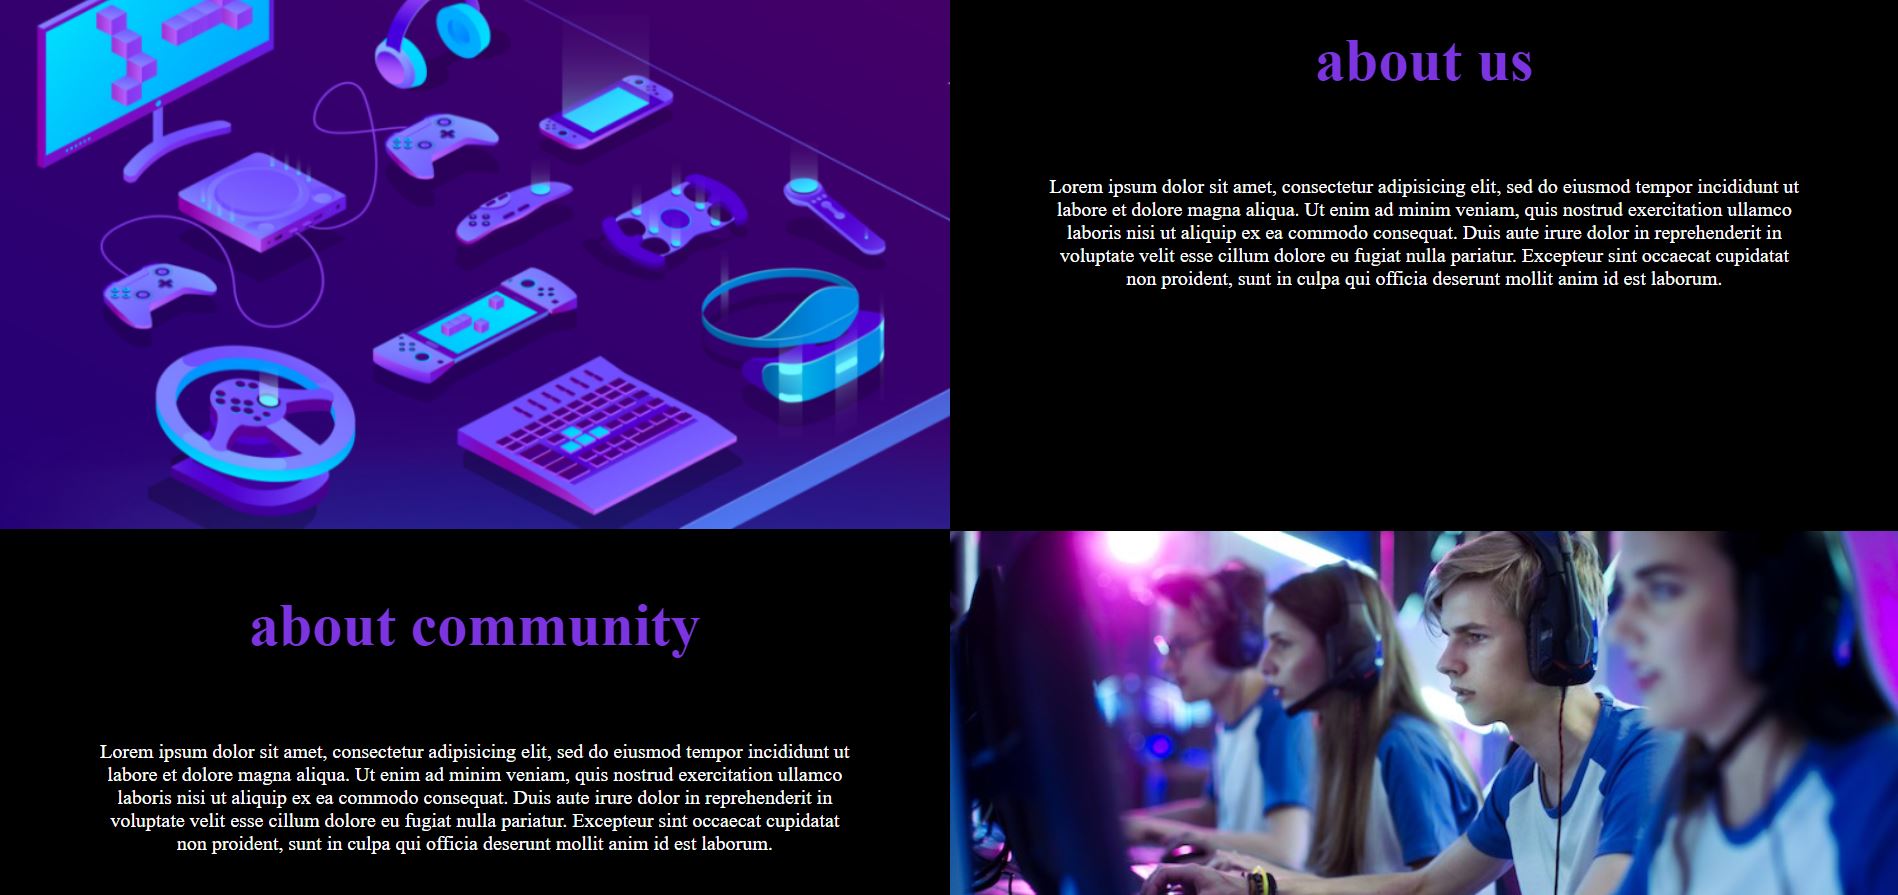 about us
Lorem ipsum dolor sit amet, consectetur adipisicing elit, sed do eiusmod tempor incididunt ut
labore et dolore magna aliqua. Ut enim ad minim veniam, quis nostrud exercitation ullamco
laboris nisi ut aliquip ex ea commodo consequat. Duis aute irure dolor in reprehenderit in
voluptate velit esse cillum dolore eu fugiat nulla pariatur. Excepteur sint occaecat cupidatat
non proident, sunt in culpa qui officia deserunt mollit anim id est laborum.
about community
Lorem ipsum dolor sit amet, consectetur adipisicing elit, sed do eiusmod tempor incididunt ut
labore et dolore magna aliqua. Ut enim ad minim veniam, quis nostrud exercitation ullamco
laboris nisi ut aliquip ex ea commodo consequat. Duis aute irure dolor in reprehenderit in
voluptate velit esse cillum dolore eu fugiat nulla pariatur. Excepteur sint occaecat cupidatat
non proident, sunt in culpa qui officia deserunt mollit anim id est laborum.